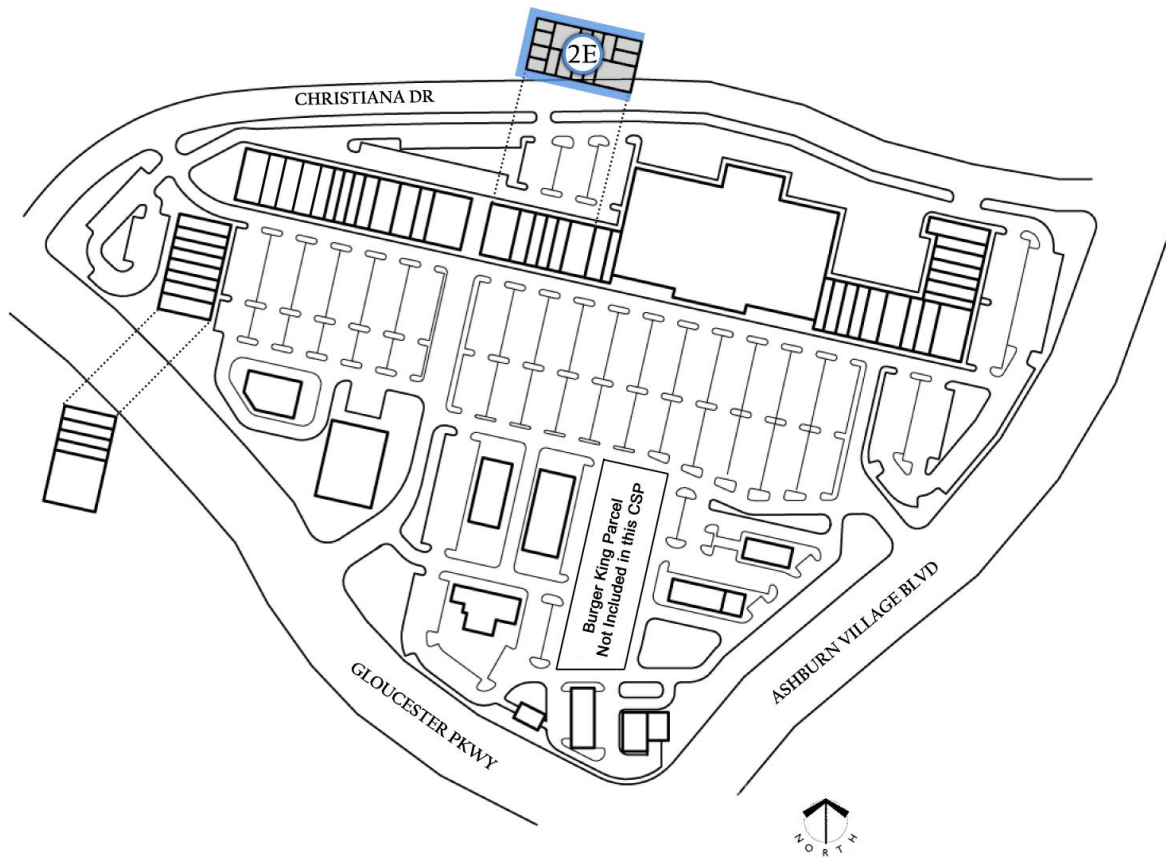 2E
CHRISTIANA DR
Burger King Parcel
Not Included in this CSP
ASHBURN VILLAGE BLVD
GLOUCESTER PKWY
NORTH